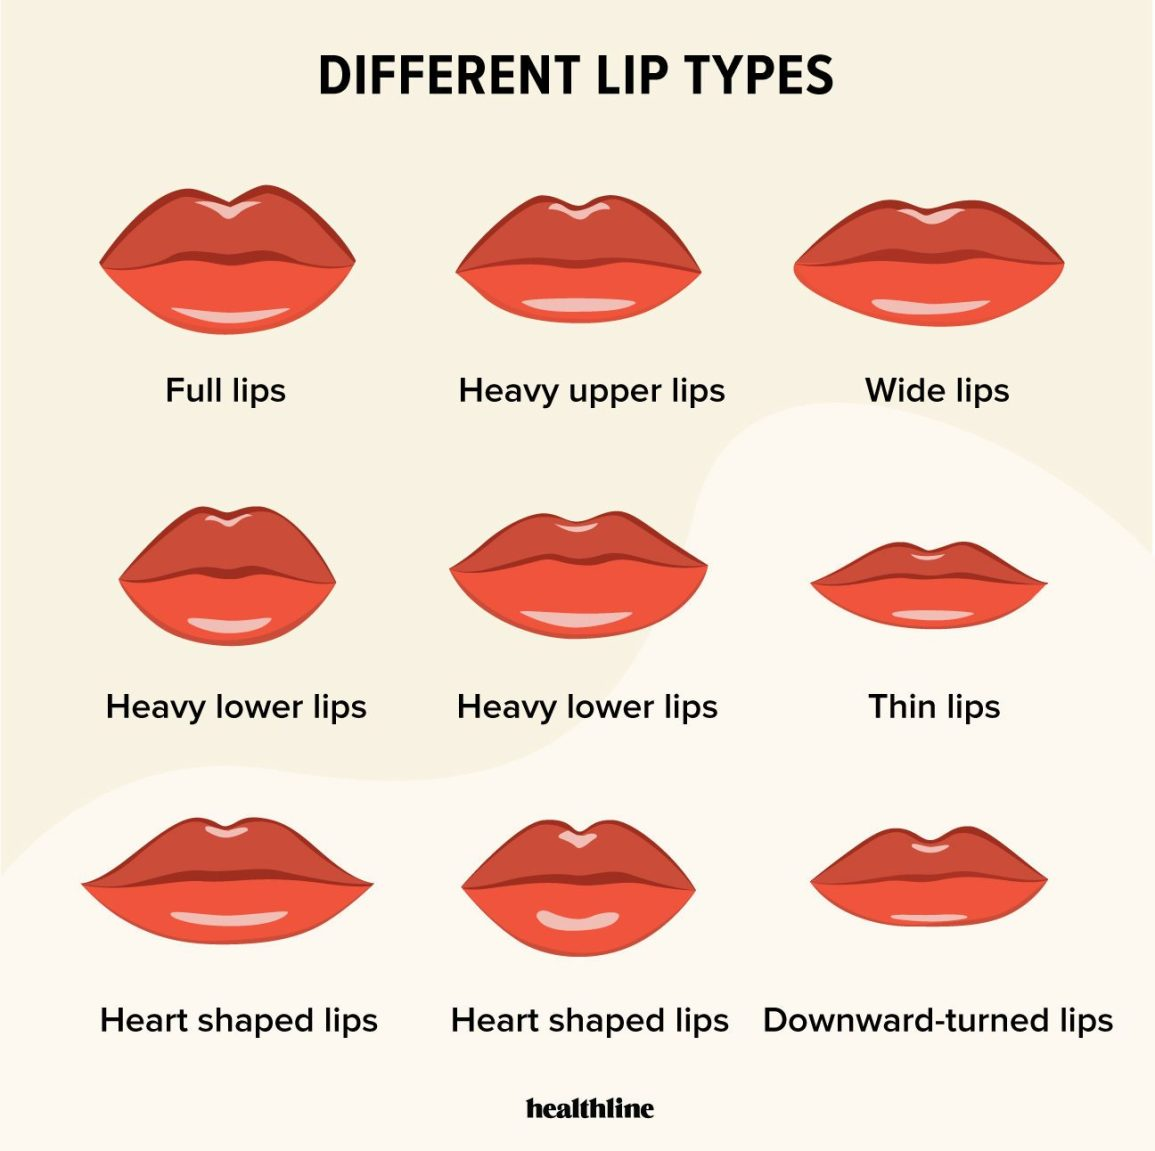 DIFFERENT LIP TYPES
Full lips
Heavy upper lips
Wide lips
Heavy lower lips
Heavy lower lips
Thin lips
Heart shaped lips
Heart shaped lips
Downward-turned lips
healthline